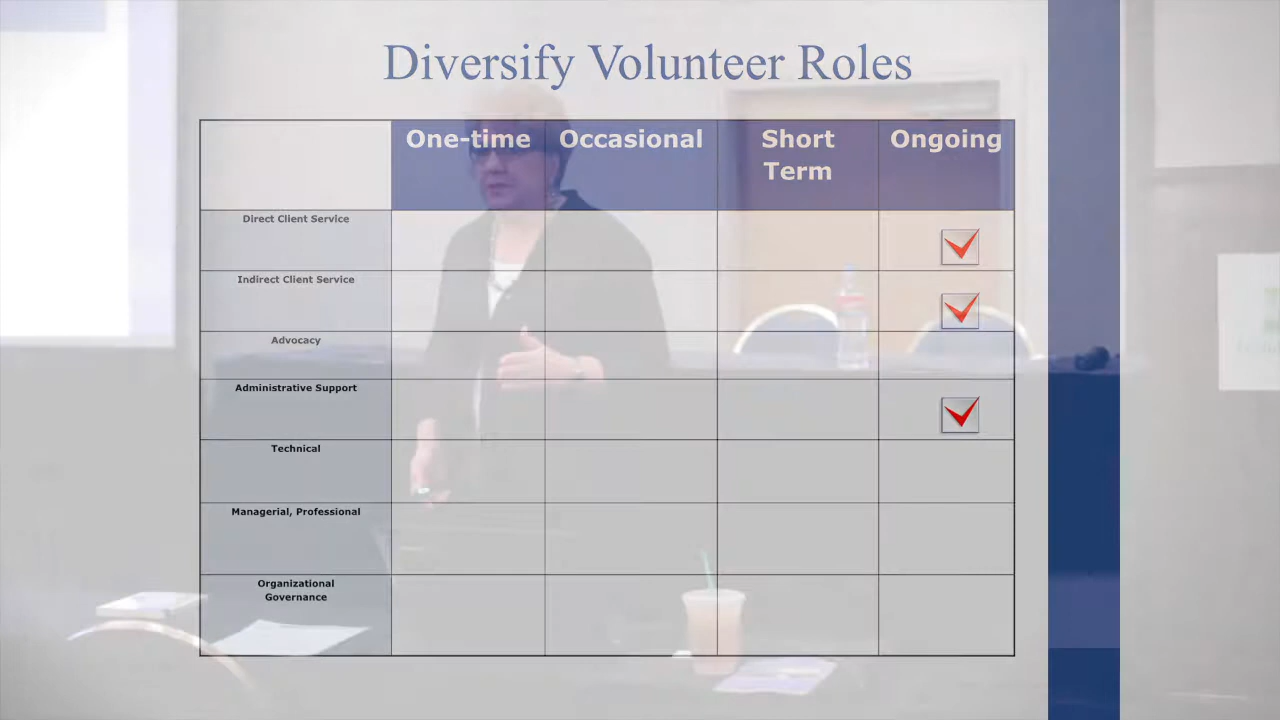 Diversify Volunteer Roles
One-time Occasional Short Ongoing
Term
Direct Client Service
Indirect Client Service
Advocacy
Administrative Support
Technical
Managerial, Professional
Organizational
Governance